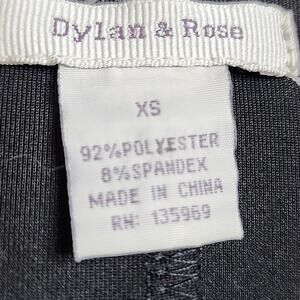 Dylan & Rose
XS
92%POLYESTER
8%SPANDEX
MADE IN CHINA
RN: 135969